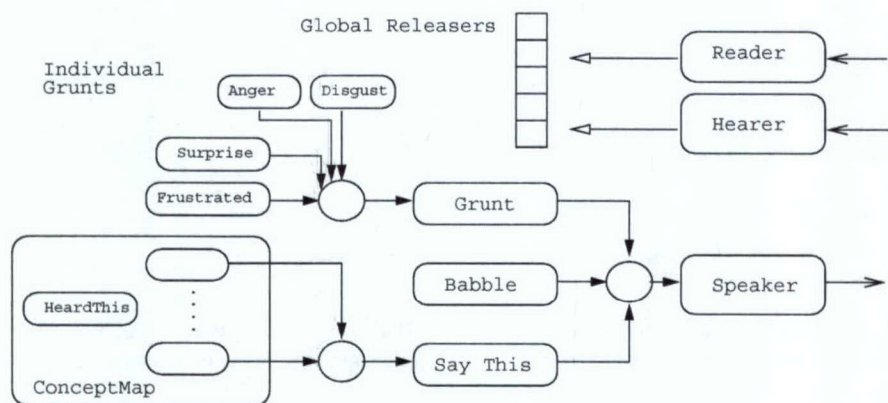 Global Releasers
Reader
Individual
Grunts
Anger
Disgust
Hearer
Surprise
Frustrated
Grunt
HeardThis
Babble
Speaker
Say This
ConceptMap